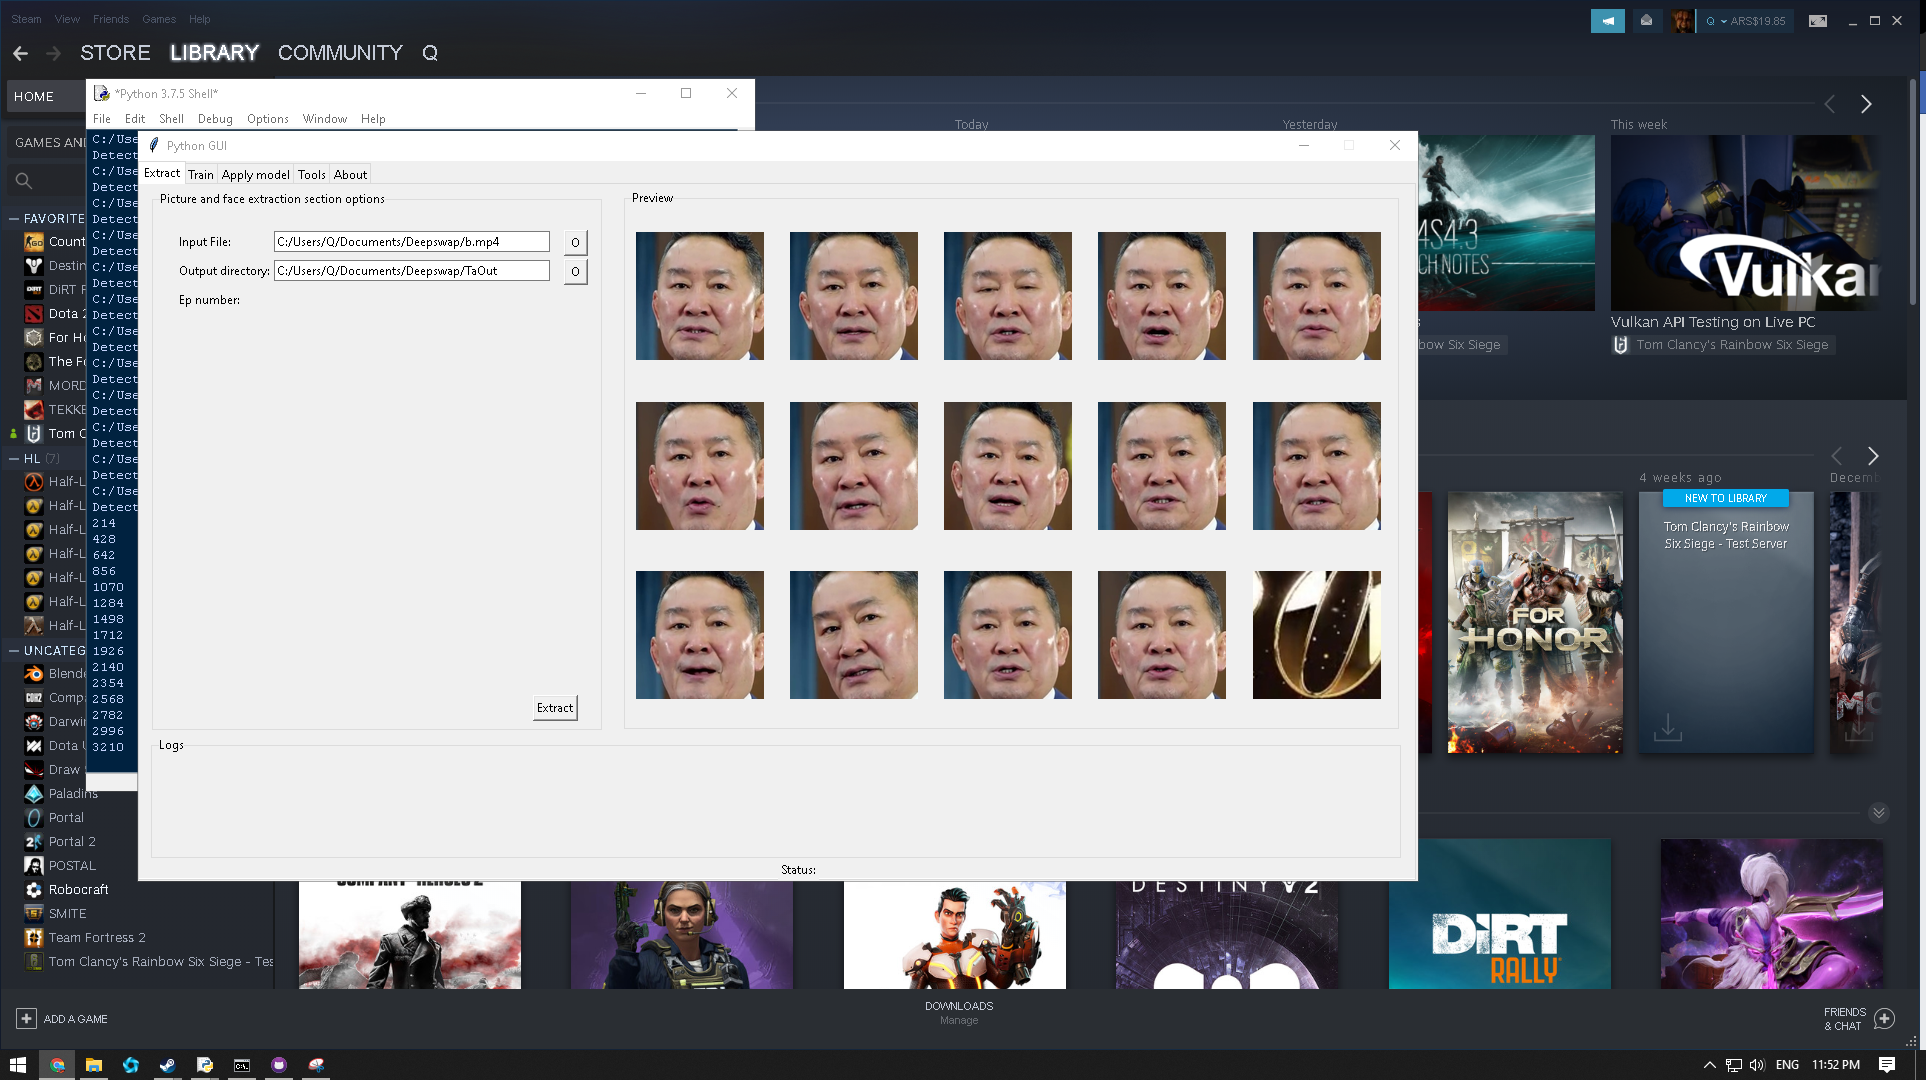 Steam View Friends Games Help
Q ARS$19.85
STORE LIBRARY COMMUNITY Q
HOME
GAMES AN
FAVORITE
Count
Destin
DiRT
Dota 2
For H
The F
MORD
TEKKE
Tom C
HL (7)
Half-L
Half-L
Half-L
Half-L
Half-L
Half-L
Half-L
UNCATEG
Blend
Compa
Darwi
Dota
Draw
Paladins
Portal
Portal 2
POSTAL
Robocraft
SMITE
Team Fortress 2
Tom Clancy's Rainbow Six Siege - Tes
ADD A GAME
*Python 3.7.5 Shell*
File Edit Shell Debug Options Window Help
C:/Use
Detect
C:/Use
Detect
C:/Use
Detect
C:/Use
Detect
C:/Use
Detect
C:/Use
Detect
C:/Use
Detect
C:/Use
Detect
C:/Use
Detect
C:/Use
Detect
C:/Use
Detect
C:/Use
Detect
214
428
642
856
1070
1284
1498
1712
1926
2140
2354
2568
2782
2996
3210
Python GUI
Extract Train Apply model Tools About
Picture and face extraction section options
Input File: C:/Users/Q/Documents/Deepswap/b.mp4 O
Output directory: C:/Users/Q/Documents/Deepswap/TaOut O
Ep number:
Extract
Preview
Logs
Status:
Today
Yesterday
This week
4S4.3
CH NOTES
Vulkan
Vulkan API Testing on Live PC
bow Six Siege
Tom Clancy's Rainbow Six Siege
4 weeks ago
Decemb
NEW TO LIBRARY
Tom Clancy's Rainbow
Six Siege - Test Server
FOR
HONOR
MO
DESTINY 2
DiRT
RALLY
DOWNLOADS
Manage
FRIENDS
& CHAT
ENG 11:52 PM